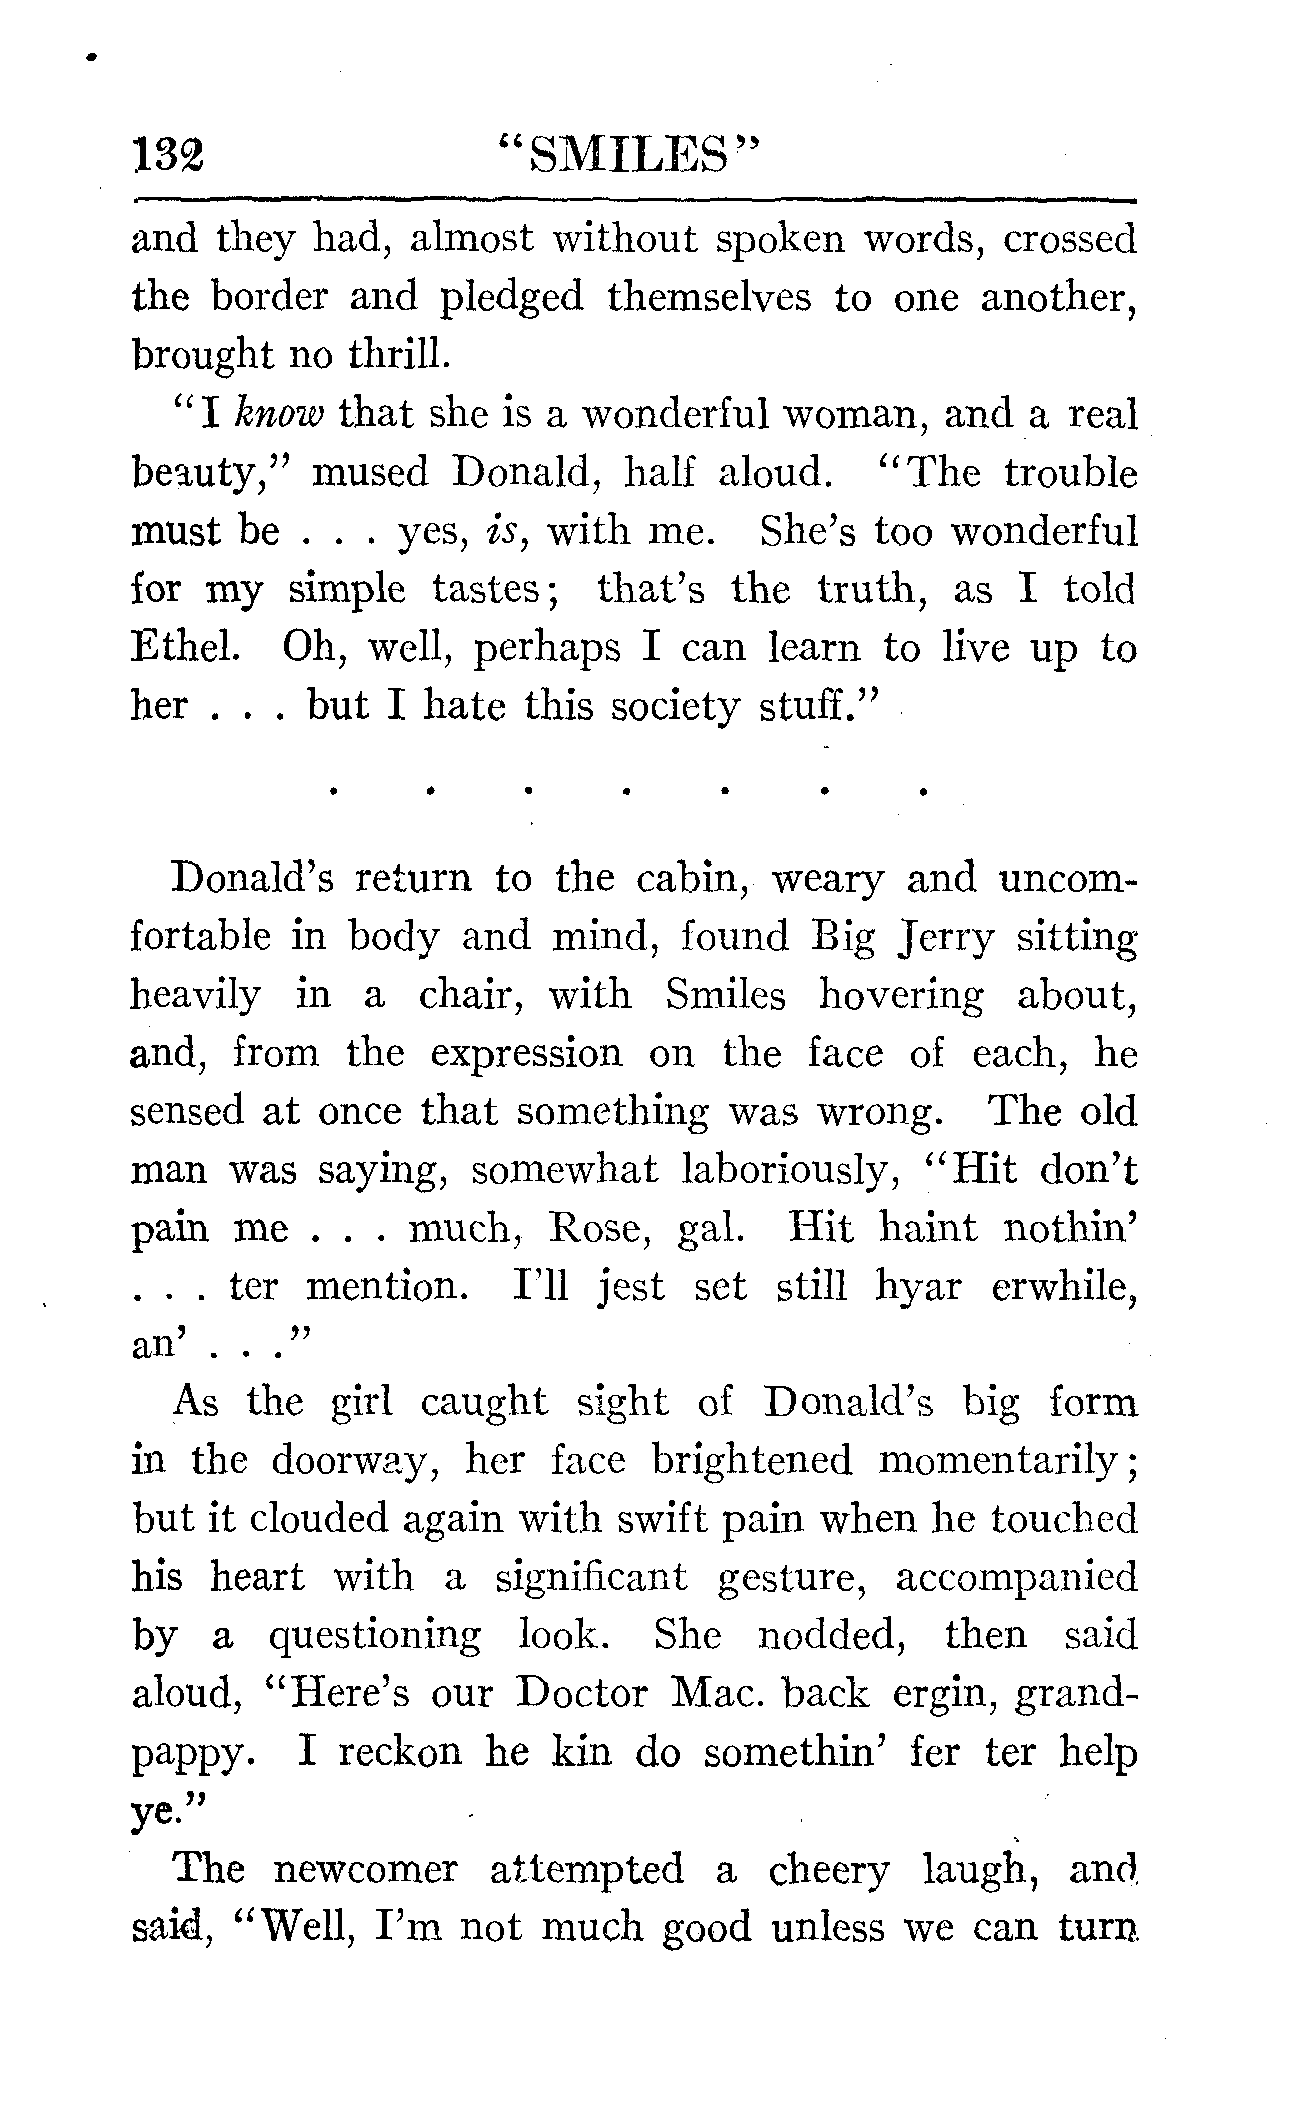 132 "SMILES"
and they had, almost without spoken words, crossed
the border and pledged themselves to one another,
brought no thrill.
"I know that she is a wonderful woman, and a real
beauty," mused Donald, half aloud. "The trouble
must be . . . yes, is, with me. She's too wonderful
for my simple tastes; that's the truth, as I told
Ethel. Oh, well, perhaps I can learn to live up to
her . . . but I hate this society stuff."
. . . . . . .
Donald's return to the cabin, weary and uncom-
fortable in body and mind, found Big Jerry sitting
heavily in a chair, with Smiles hovering about,
and, from the expression on the face of each, he
sensed at once that something was wrong. The old
man was saying, somewhat laboriously, "Hit don't
pain me . . . much, Rose, gal. Hit haint nothin'
. . . ter mention. I'll jest set still hyar erwhile,
an' . . ."
As the girl caught sight of Donald's big form
in the doorway, her face brightened momentarily;
but it clouded again with swift pain when he touched
his heart with a significant gesture, accompanied
by a questioning look. She nodded, then said
aloud, "Here's our Doctor Mac. back ergin, grand-
pappy. I reckon he kin do somethin' fer ter help
ye."
The newcomer attempted a cheery laugh, and
said, "Well, I'm not much good unless we can turn